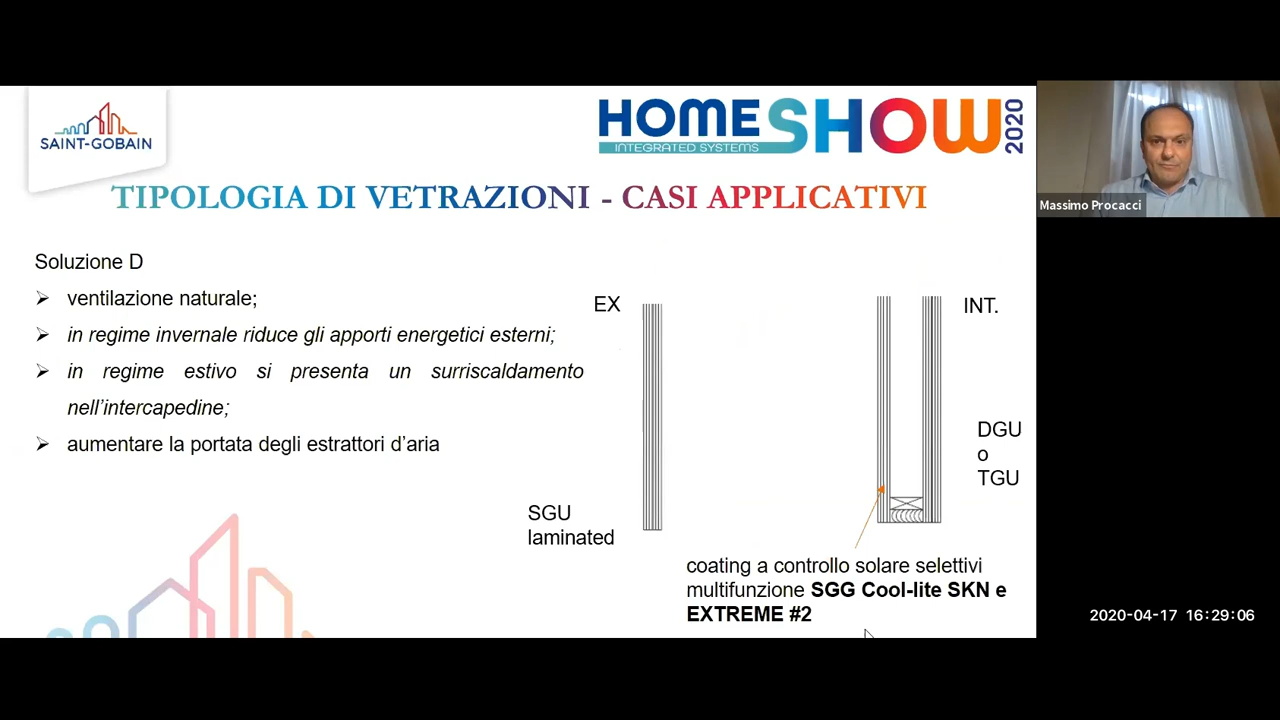 SAINT-GOBAIN
HOME SHOW 2020
INTEGRATED SYSTEMS
TIPOLOGIA DI VETRAZIONI - CASI APPLICATIVI
Massimo Procacci
Soluzione D
ventilazione naturale;
in regime invernale riduce gli apporti energetici esterni;
in regime estivo si presenta un surriscaldamento
nell'intercapedine;
aumentare la portata degli estrattori d'aria
EX
INT.
DGU
o
TGU
SGU
laminated
coating a controllo solare selettivi
multifunzione SGG Cool-lite SKN e
EXTREME #2
2020-04-17 16:29:06